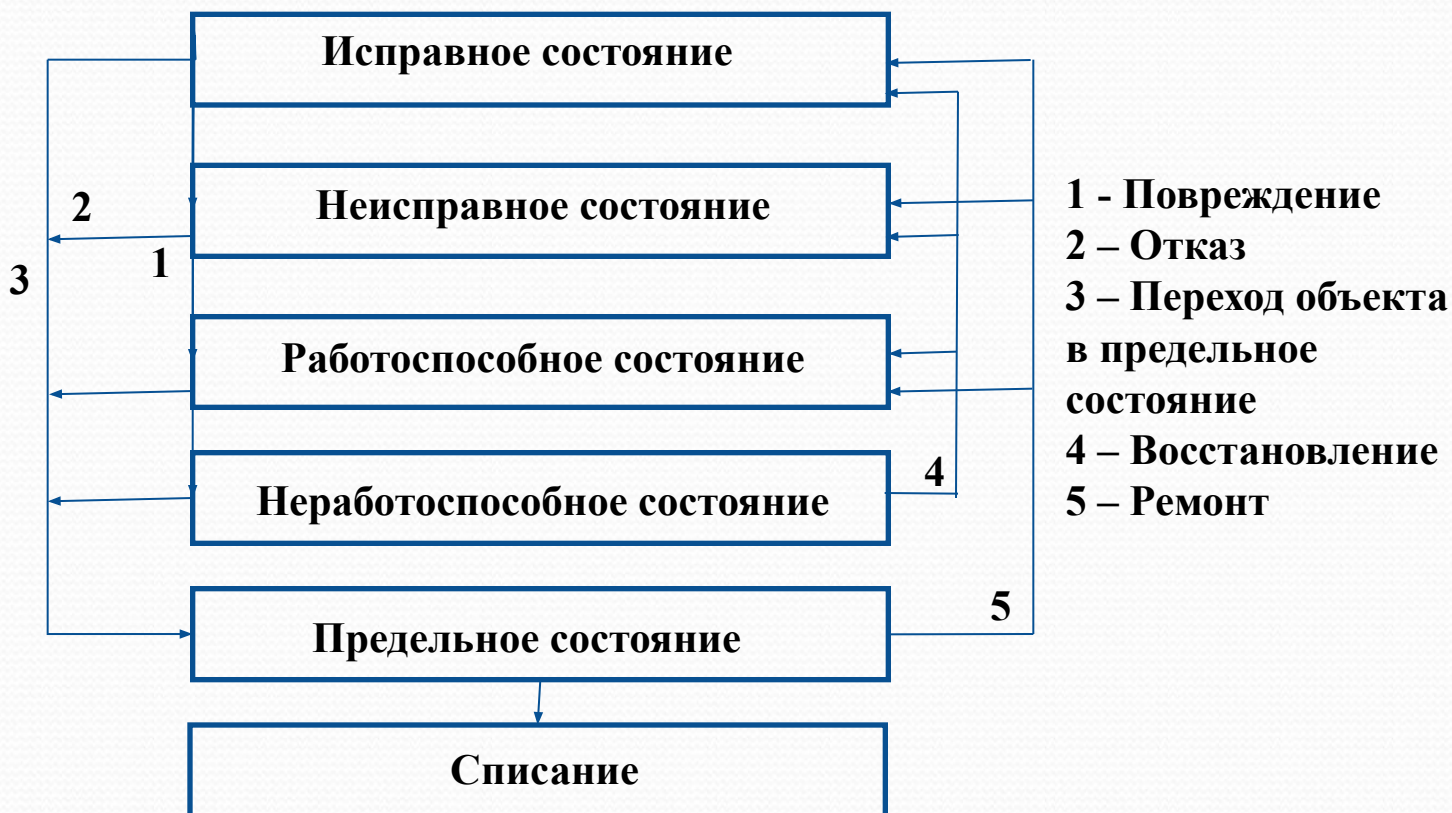 Исправное состояние
Неисправное состояние
2
1
3
Работоспособное состояние
Неработоспособное состояние
4
Предельное состояние
5
Списание
1 - Повреждение
2 – Отказ
3 – Переход объекта
в предельное
состояние
4 – Восстановление
5 – Ремонт